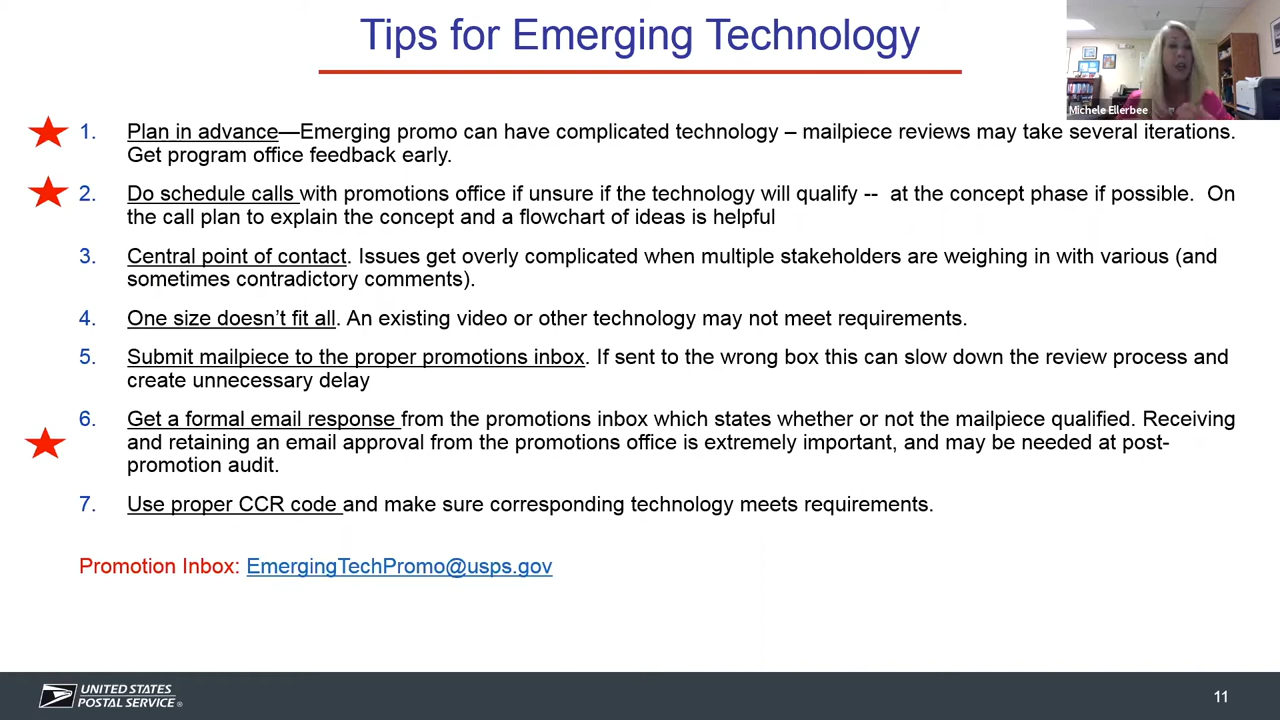 Tips for Emerging Technology
Michele Ellerbee
1. Plan in advance—Emerging promo can have complicated technology – mailpiece reviews may take several iterations.
Get program office feedback early.
2. Do schedule calls with promotions office if unsure if the technology will qualify -- at the concept phase if possible. On
the call plan to explain the concept and a flowchart of ideas is helpful
3. Central point of contact. Issues get overly complicated when multiple stakeholders are weighing in with various (and
sometimes contradictory comments).
4. One size doesn’t fit all. An existing video or other technology may not meet requirements.
5. Submit mailpiece to the proper promotions inbox. If sent to the wrong box this can slow down the review process and
create unnecessary delay
6. Get a formal email response from the promotions inbox which states whether or not the mailpiece qualified. Receiving
and retaining an email approval from the promotions office is extremely important, and may be needed at post-
promotion audit.
7. Use proper CCR code and make sure corresponding technology meets requirements.
Promotion Inbox: EmergingTechPromo@usps.gov
UNITED STATES
POSTAL SERVICE®
11